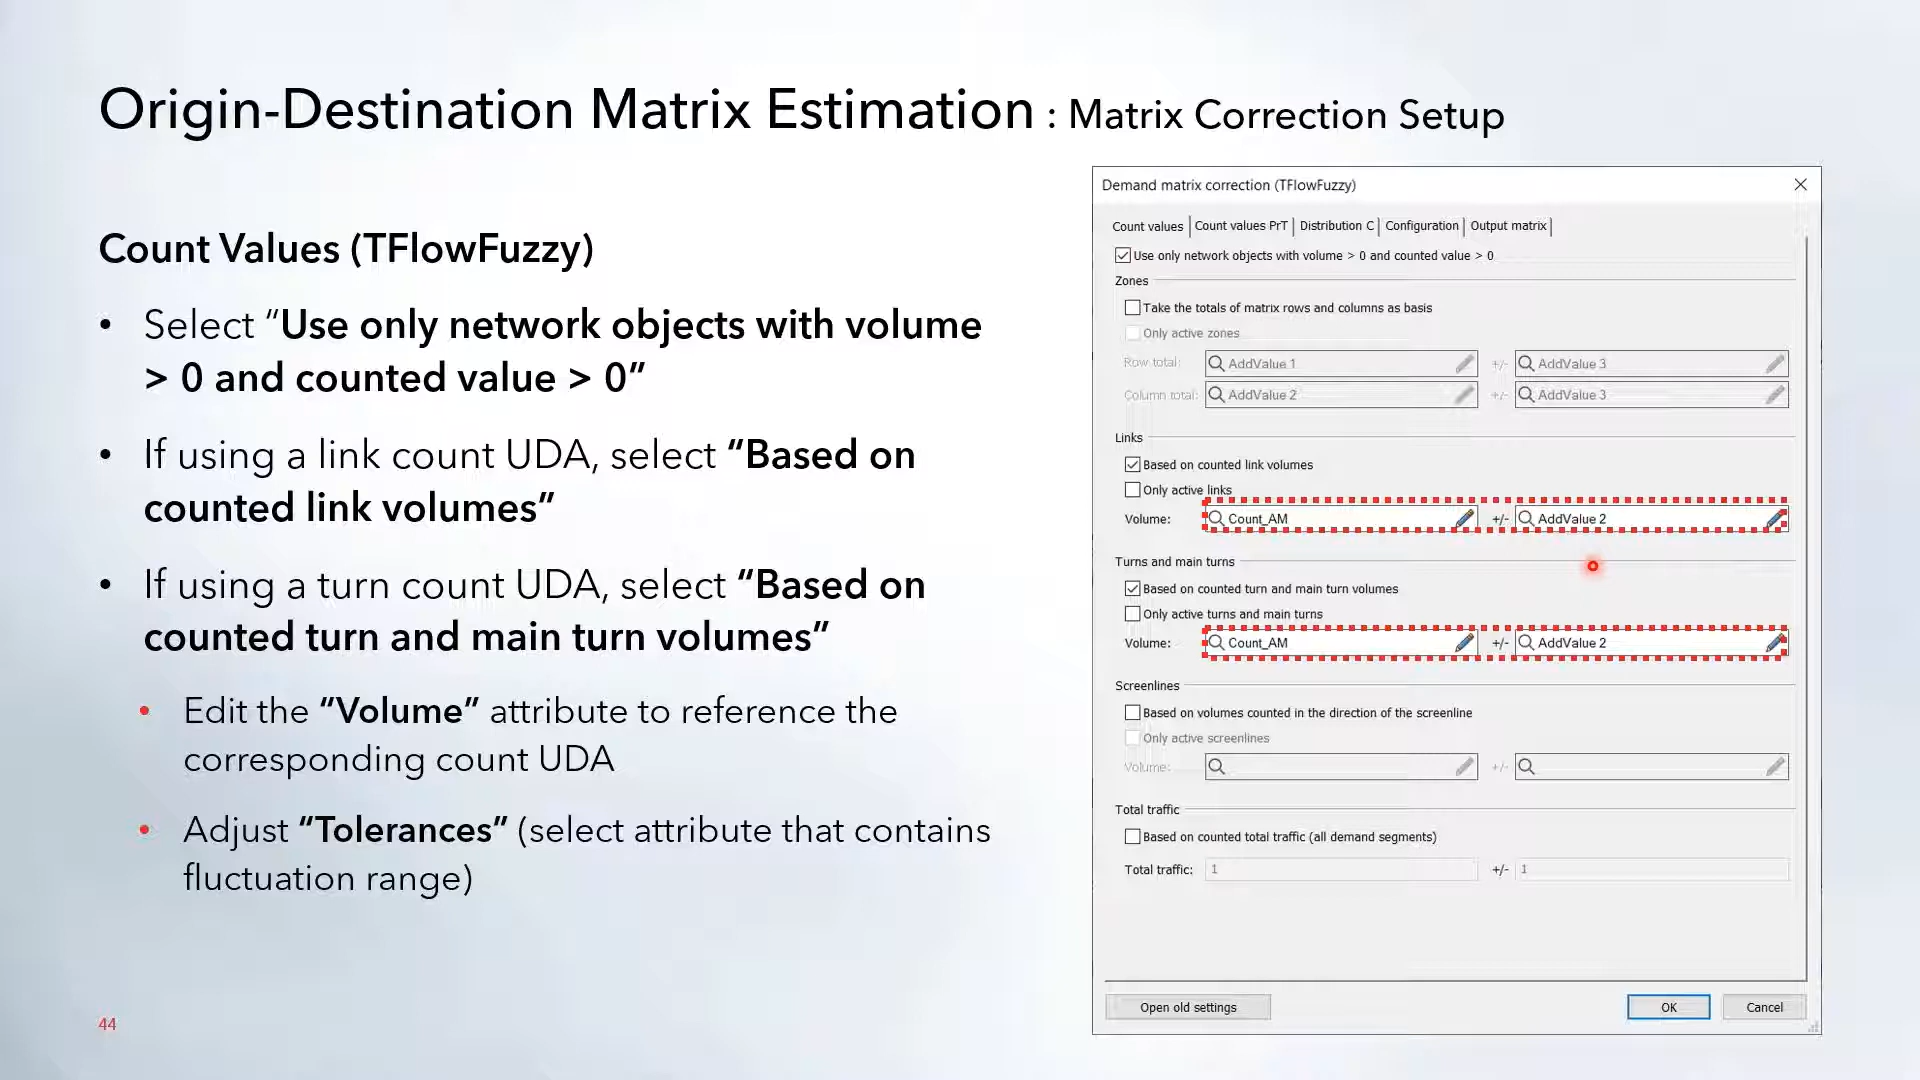 Origin-Destination Matrix Estimation : Matrix Correction Setup
Count Values (TFlowFuzzy)
• Select “Use only network objects with volume
> 0 and counted value > 0”
• If using a link count UDA, select “Based on
counted link volumes”
• If using a turn count UDA, select “Based on
counted turn and main turn volumes”
• Edit the “Volume” attribute to reference the
corresponding count UDA
• Adjust “Tolerances” (select attribute that contains
fluctuation range)
44
Demand matrix correction (TFlowFuzzy)
Count values Count values PrT Distribution C Configuration Output matrix
Use only network objects with volume > 0 and counted value > 0
Zones
Take the totals of matrix rows and columns as basis
Only active zones
Row total: AddValue 1 +/- AddValue 3
Column total: AddValue 2 +/- AddValue 3
Links
Based on counted link volumes
Only active links
Volume: Count_AM +/- AddValue 2
Turns and main turns
Based on counted turn and main turn volumes
Only active turns and main turns
Volume: Count_AM +/- AddValue 2
Screenlines
Based on volumes counted in the direction of the screenline
Only active screenlines
Volume: +/-
Total traffic
Based on counted total traffic (all demand segments)
Total traffic: 1 +/- 1
Open old settings OK Cancel